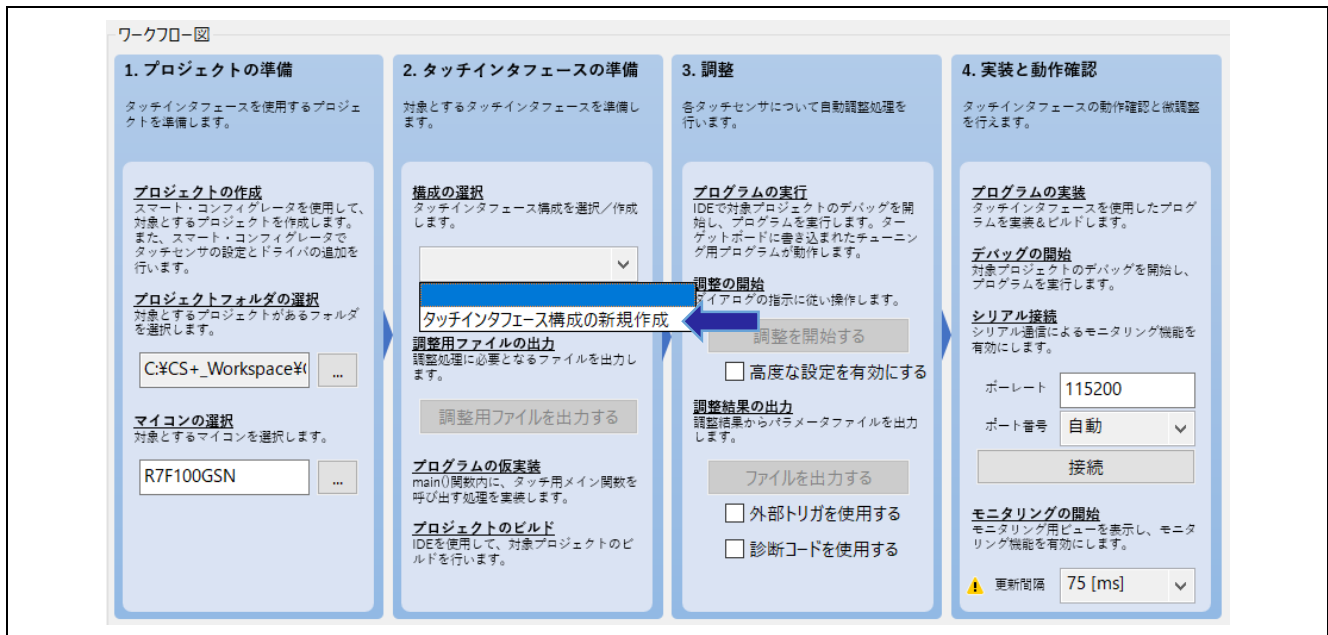 ワークフロー図
1. プロジェクトの準備
タッチインタフェースを使用するプロジェ
クトを準備します。
プロジェクトの作成
スマート・コンフィグレータを使用して、
対象とするプロジェクトを作成します。
また、スマート・コンフィグレータで
タッチセンサの設定とドライバの追加を
行います。
プロジェクトフォルダの選択
対象とするプロジェクトがあるフォルダ
を選択します。
C:¥CS+_Workspace¥(
...
マイコンの選択
対象とするマイコンを選択します。
R7F100GSN
...
2. タッチインタフェースの準備
対象とするタッチインタフェースを準備し
ます。
構成の選択
タッチインタフェース構成を選択／作成
します。
タッチインタフェース構成の新規作成
調整用ファイルの出力
調整処理に必要となるファイルを出力し
ます。
調整用ファイルを出力する
プログラムの仮実装
main()関数内に、タッチ用メイン関数を
呼び出す処理を実装します。
プロジェクトのビルド
IDEを使用して、対象プロジェクトのビ
ルドを行います。
3. 調整
各タッチセンサについて自動調整処理を
行います。
プログラムの実行
IDEで対象プロジェクトのデバッグを開
始し、プログラムを実行します。ター
ゲットボードに書き込まれたチューニン
グ用プログラムが動作します。
調整の開始
ダイアログの指示に従い操作します。
調整を開始する
高度な設定を有効にする
調整結果の出力
調整結果からパラメータファイルを出力
します。
ファイルを出力する
外部トリガを使用する
診断コードを使用する
4. 実装と動作確認
タッチインタフェースの動作確認と微調整
を行えます。
プログラムの実装
タッチインタフェースを使用したプログ
ラムを実装&ビルドします。
デバッグの開始
対象プロジェクトのデバッグを開始し、
プログラムを実行します。
シリアル接続
シリアル通信によるモニタリング機能を
有効にします。
ボーレート 115200
ポート番号 自動
接続
モニタリングの開始
モニタリング用ビューを表示し、モニタ
リング機能を有効にします。
更新間隔 75 [ms]